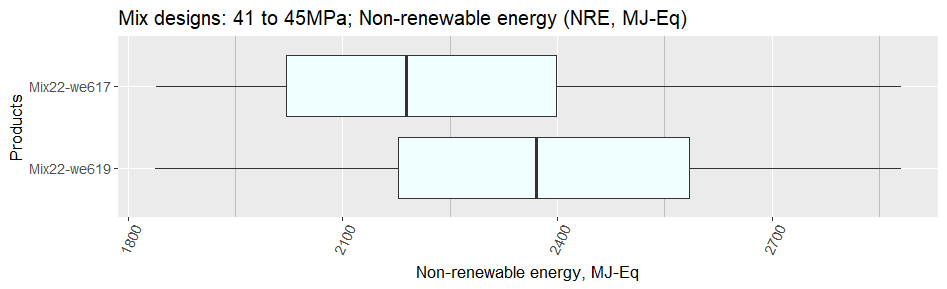 Mix designs: 41 to 45MPa; Non-renewable energy (NRE, MJ-Eq)
Products
Mix22-we617
Mix22-we619
1800
2100
2400
2700
Non-renewable energy, MJ-Eq